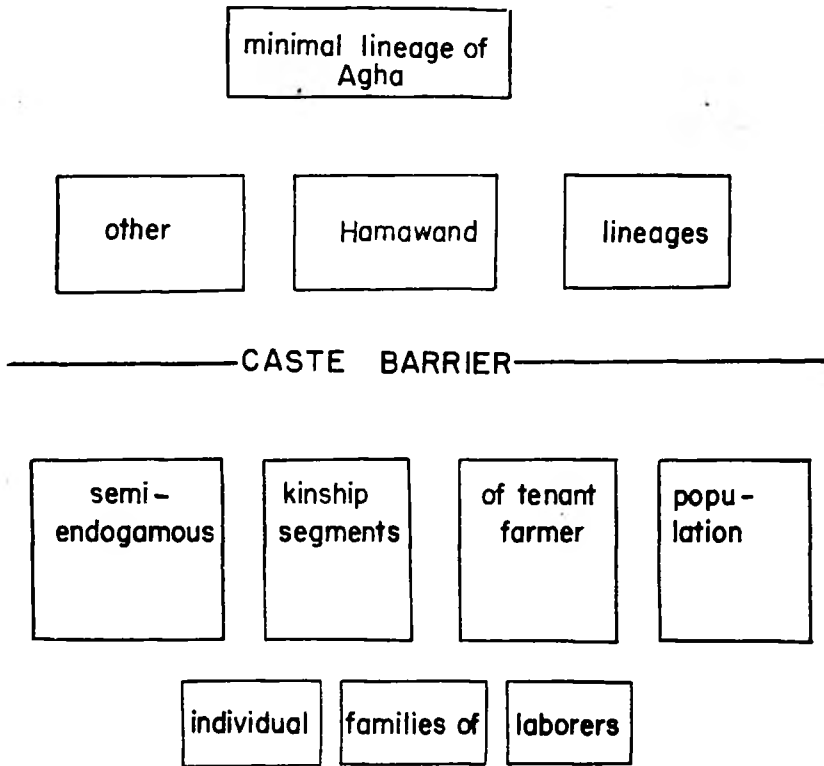 minimal lineage of
Agha
other Hamawand lineages
CASTE BARRIER
semi- kinship of tenant popu-
endogamous segments farmer lation
individual families of laborers